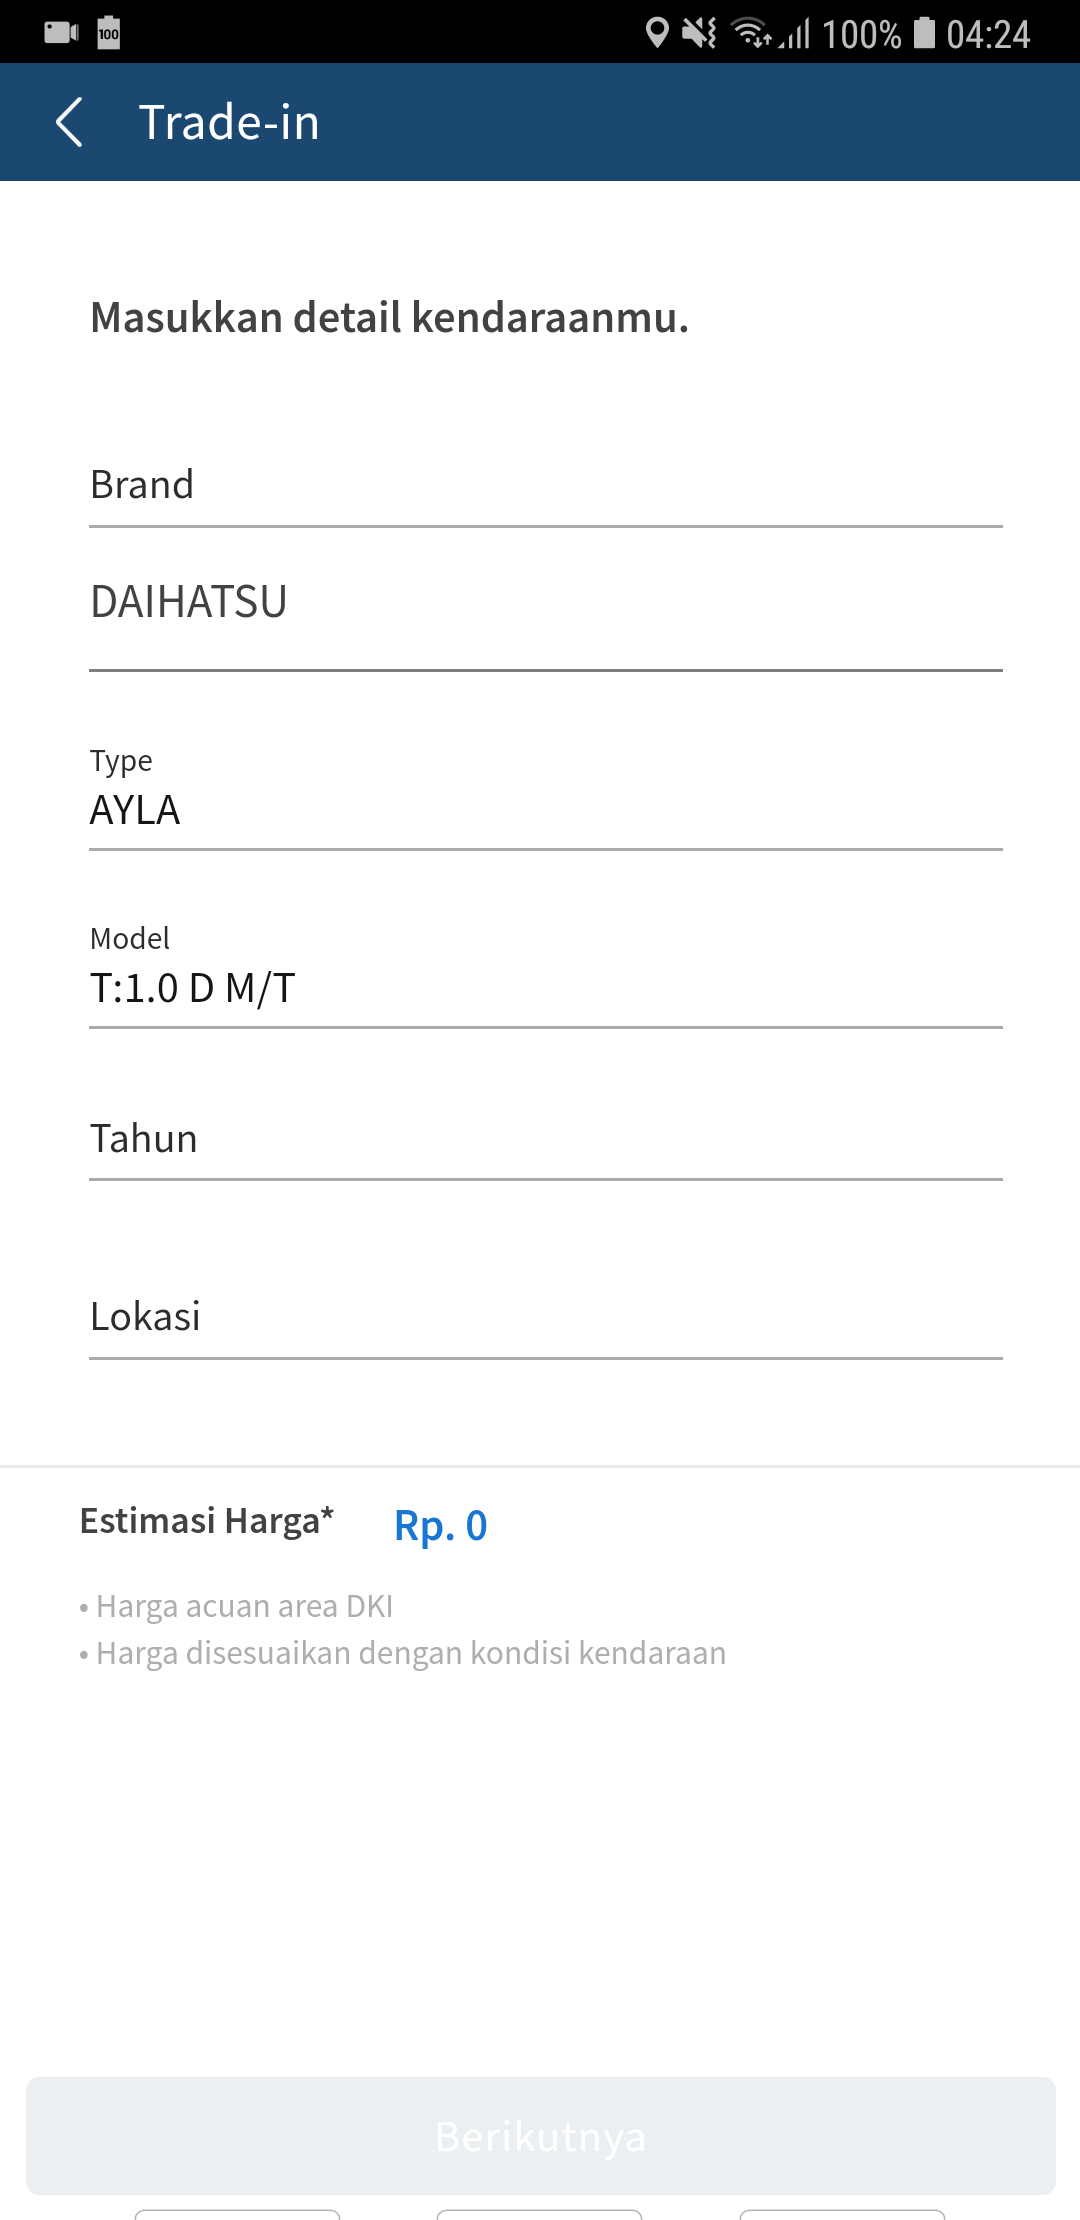 100 100% 04:24
Trade-in
Masukkan detail kendaraanmu.
Brand
DAIHATSU
Type
AYLA
Model
T:1.0 D M/T
Tahun
Lokasi
Estimasi Harga* Rp. 0
• Harga acuan area DKI
• Harga disesuaikan dengan kondisi kendaraan
Berikutnya